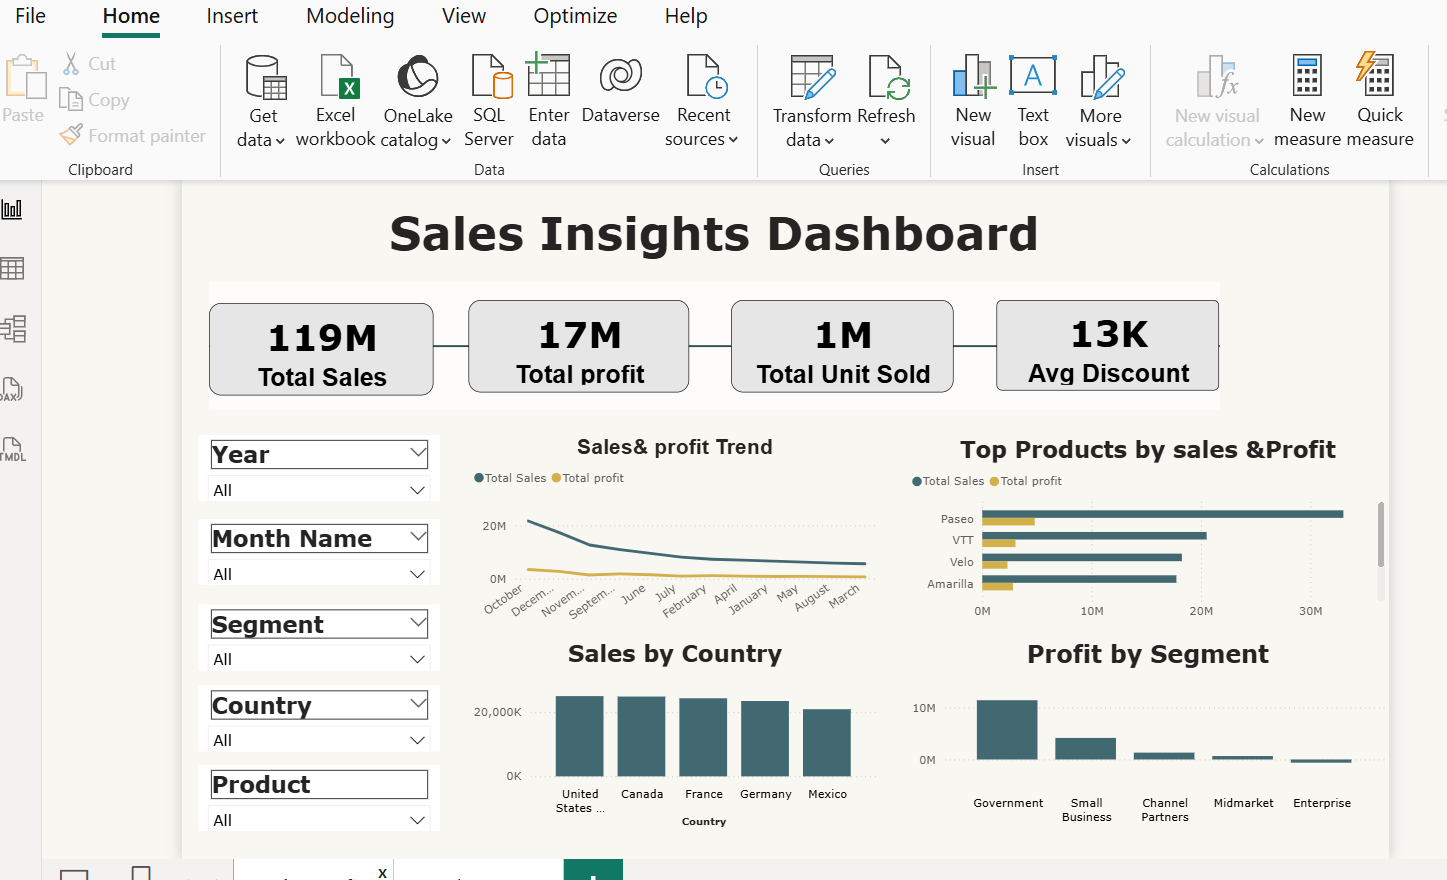 File Home Insert Modeling View Optimize Help
Paste
Cut
Copy
Format painter
Clipboard
Get data
Excel workbook
OneLake catalog
SQL Server
Enter data
Dataverse
Recent sources
Data
Transform data
Refresh
Queries
New visual
Text box
More visuals
Insert
New visual calculation
New measure
Quick measure
Calculations
DAX
TMDL
Sales Insights Dashboard
119M
Total Sales
17M
Total profit
1M
Total Unit Sold
13K
Avg Discount
Year
All
Month Name
All
Segment
All
Country
All
Product
All
Sales& profit Trend
Total Sales Total profit
20M
0M
October Decem... Novem... Septem... June July February April January May August March
Top Products by sales &Profit
Total Sales Total profit
Paseo
VTT
Velo
Amarilla
0M 10M 20M 30M
Sales by Country
20,000K
0K
United States ... Canada France Germany Mexico
Country
Profit by Segment
10M
0M
Government Small Business Channel Partners Midmarket Enterprise
x